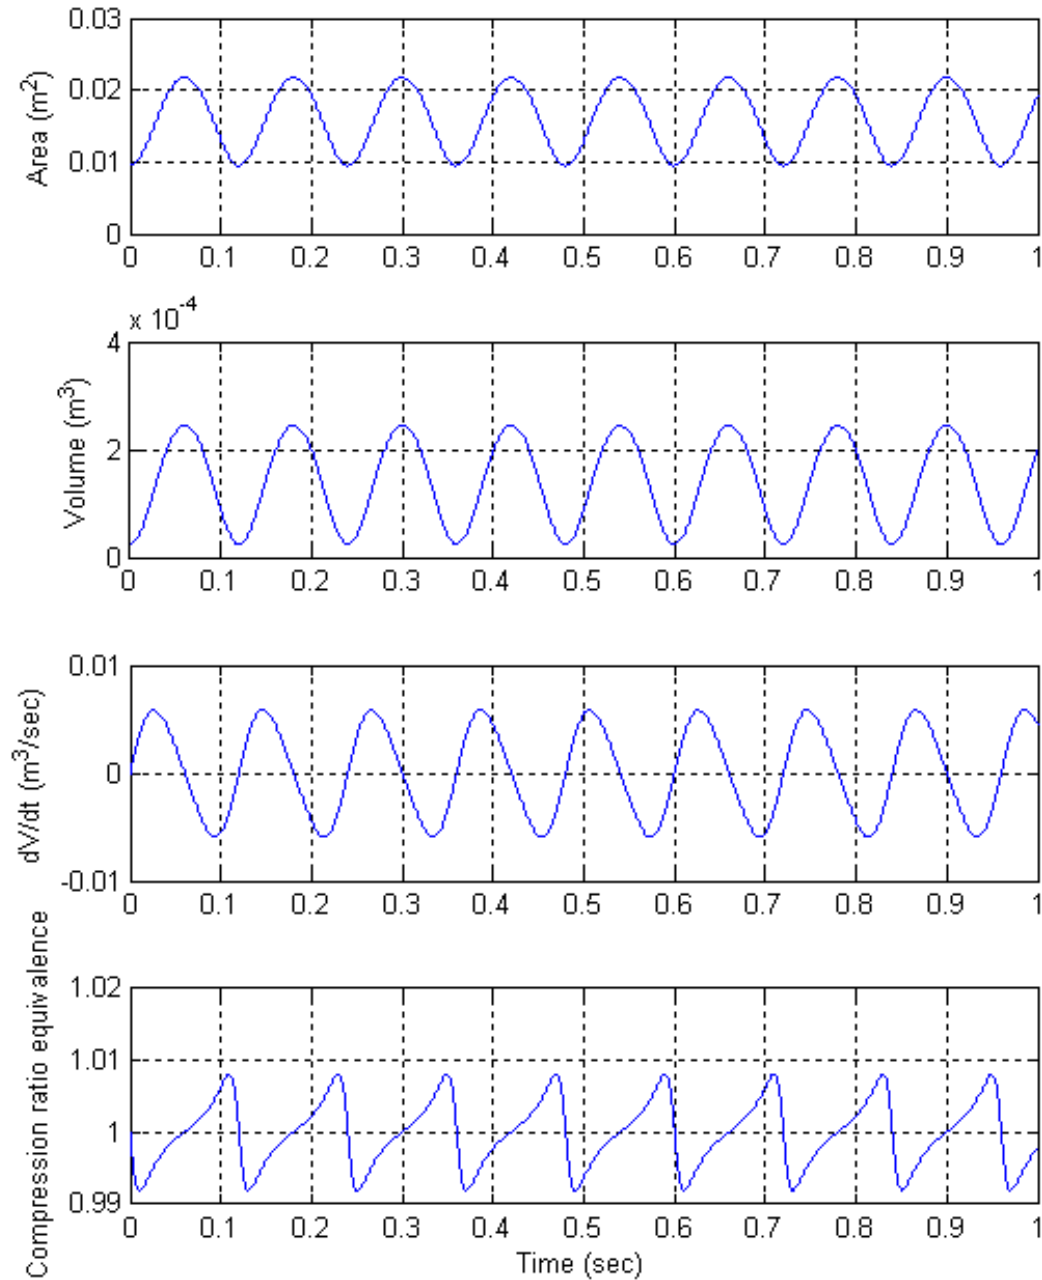 0.03
0.02
0.01
0
Area (m2)
0 0.1 0.2 0.3 0.4 0.5 0.6 0.7 0.8 0.9 1
x 10-4
4
2
0
Volume (m3)
0 0.1 0.2 0.3 0.4 0.5 0.6 0.7 0.8 0.9 1
0.01
0
-0.01
dV/dt (m3/sec)
0 0.1 0.2 0.3 0.4 0.5 0.6 0.7 0.8 0.9 1
1.02
1.01
1
0.99
Compression ratio equivalence
0 0.1 0.2 0.3 0.4 0.5 0.6 0.7 0.8 0.9 1
Time (sec)